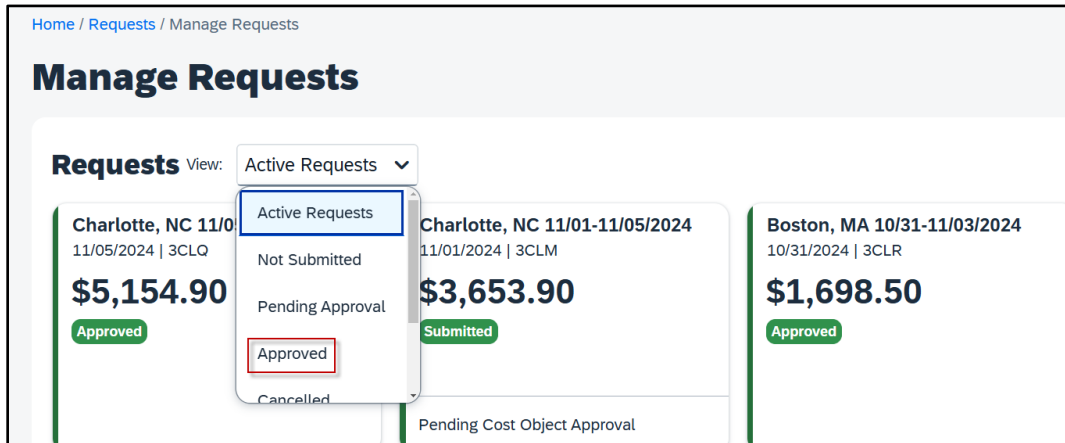 Home / Requests / Manage Requests
Manage Requests
Requests View: Active Requests
Active Requests
Not Submitted
Pending Approval
Approved
Cancelled
Charlotte, NC 11/0
11/05/2024 | 3CLQ
$5,154.90
Approved
Charlotte, NC 11/01-11/05/2024
11/01/2024 | 3CLM
$3,653.90
Submitted
Pending Cost Object Approval
Boston, MA 10/31-11/03/2024
10/31/2024 | 3CLR
$1,698.50
Approved